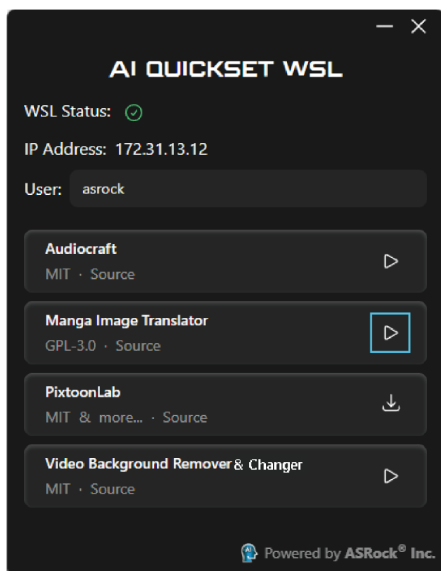 AI QUICKSET WSL
WSL Status:
IP Address: 172.31.13.12
User: asrock
Audiocraft
MIT · Source
Manga Image Translator
GPL-3.0 · Source
PixtoonLab
MIT & more... · Source
Video Background Remover & Changer
MIT · Source
AI Powered by ASRock® Inc.